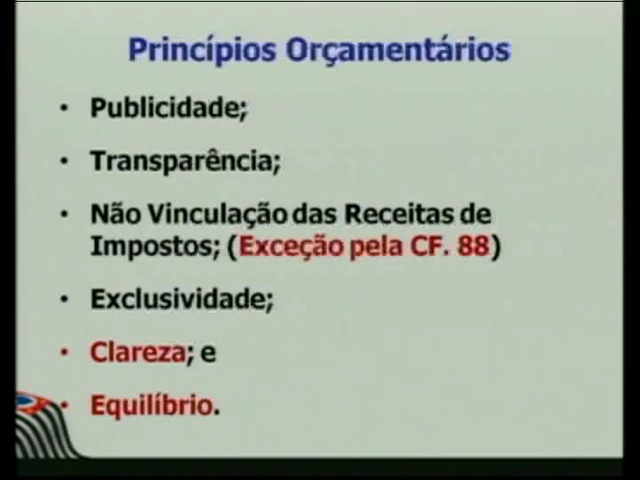 Princípios Orçamentários
• Publicidade;
• Transparência;
• Não Vinculação das Receitas de
Impostos; (Exceção pela CF. 88)
• Exclusividade;
• Clareza; e
• Equilíbrio.